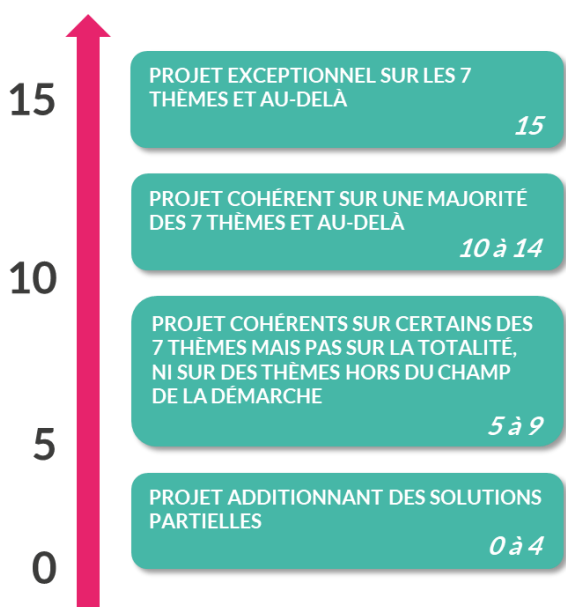 15
PROJET EXCEPTIONNEL SUR LES 7
THÈMES ET AU-DELÀ
15
PROJET COHÉRENT SUR UNE MAJORITÉ
DES 7 THÈMES ET AU-DELÀ
10 à 14
10
PROJET COHÉRENTS SUR CERTAINS DES
7 THÈMES MAIS PAS SUR LA TOTALITÉ,
NI SUR DES THÈMES HORS DU CHAMP
DE LA DÉMARCHE
5 à 9
5
PROJET ADDITIONNANT DES SOLUTIONS
PARTIELLES
0 à 4
0